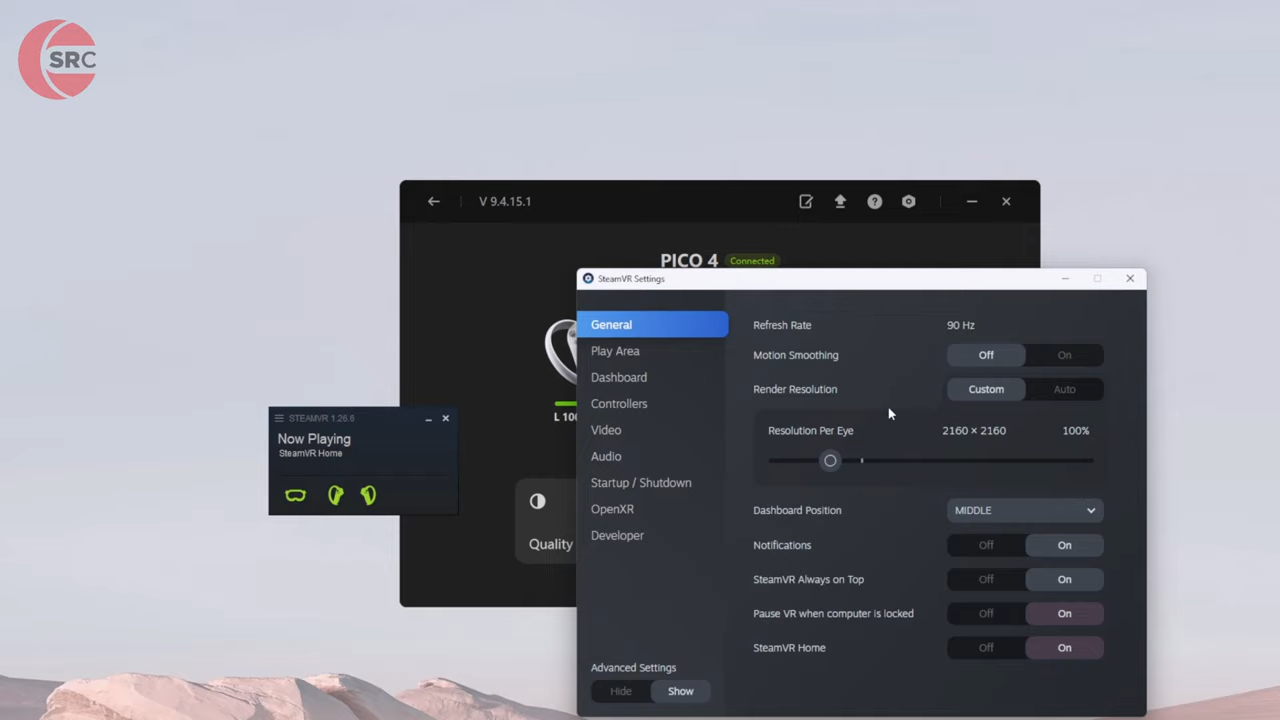 SRC
V 9.4.15.1
PICO 4 Connected
SteamVR Settings
General
Play Area
Dashboard
Controllers
Video
Audio
Startup / Shutdown
OpenXR
Developer
Advanced Settings
Hide Show
Refresh Rate 90 Hz
Motion Smoothing Off On
Render Resolution Custom Auto
Resolution Per Eye 2160 × 2160 100%
Dashboard Position MIDDLE
Notifications Off On
SteamVR Always on Top Off On
Pause VR when computer is locked Off On
SteamVR Home Off On
STEAMVR 1.26.6
Now Playing
SteamVR Home
L 100
Quality